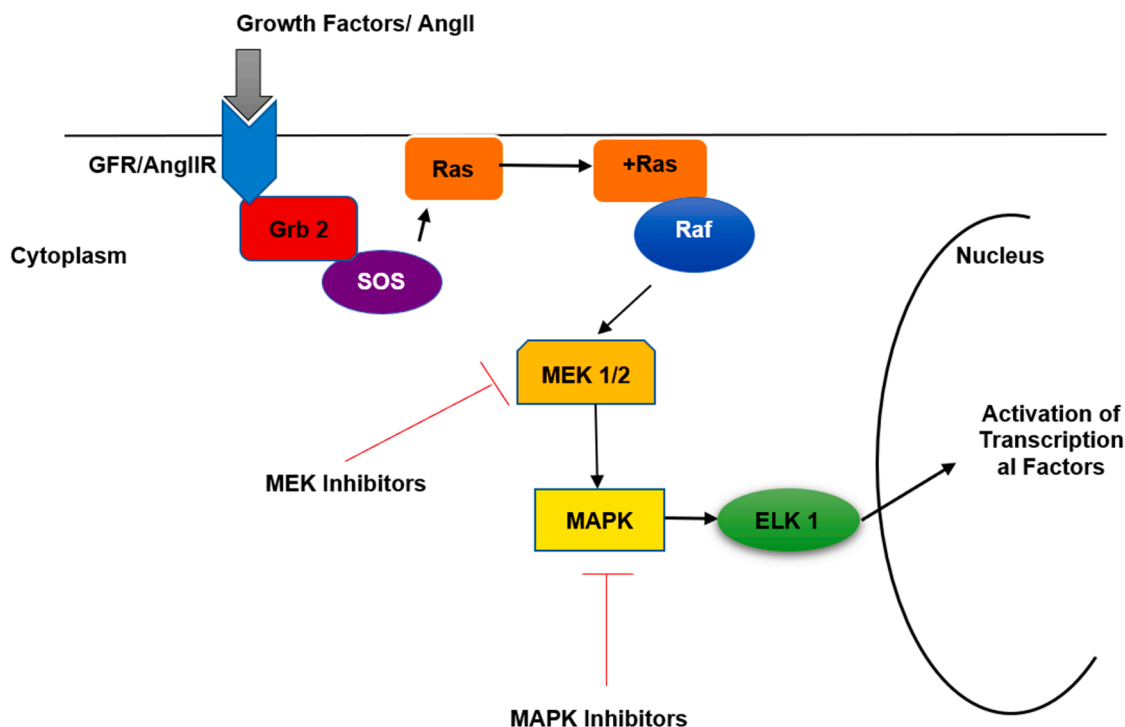 Growth Factors/ AngII
GFR/AngIIR
Ras
+Ras
Grb 2
Raf
Cytoplasm
SOS
Nucleus
MEK 1/2
Activation of
Transcription
al Factors
MEK Inhibitors
MAPK
ELK 1
MAPK Inhibitors